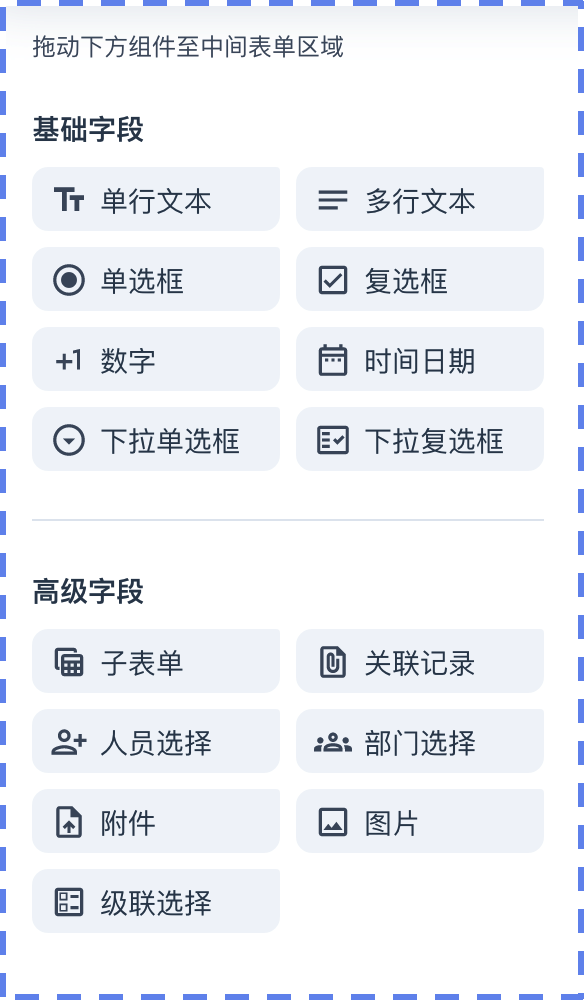 拖动下方组件至中间表单区域
基础字段
单行文本 多行文本
单选框 复选框
+1 数字 时间日期
下拉单选框 下拉复选框
高级字段
子表单 关联记录
人员选择 部门选择
附件 图片
级联选择